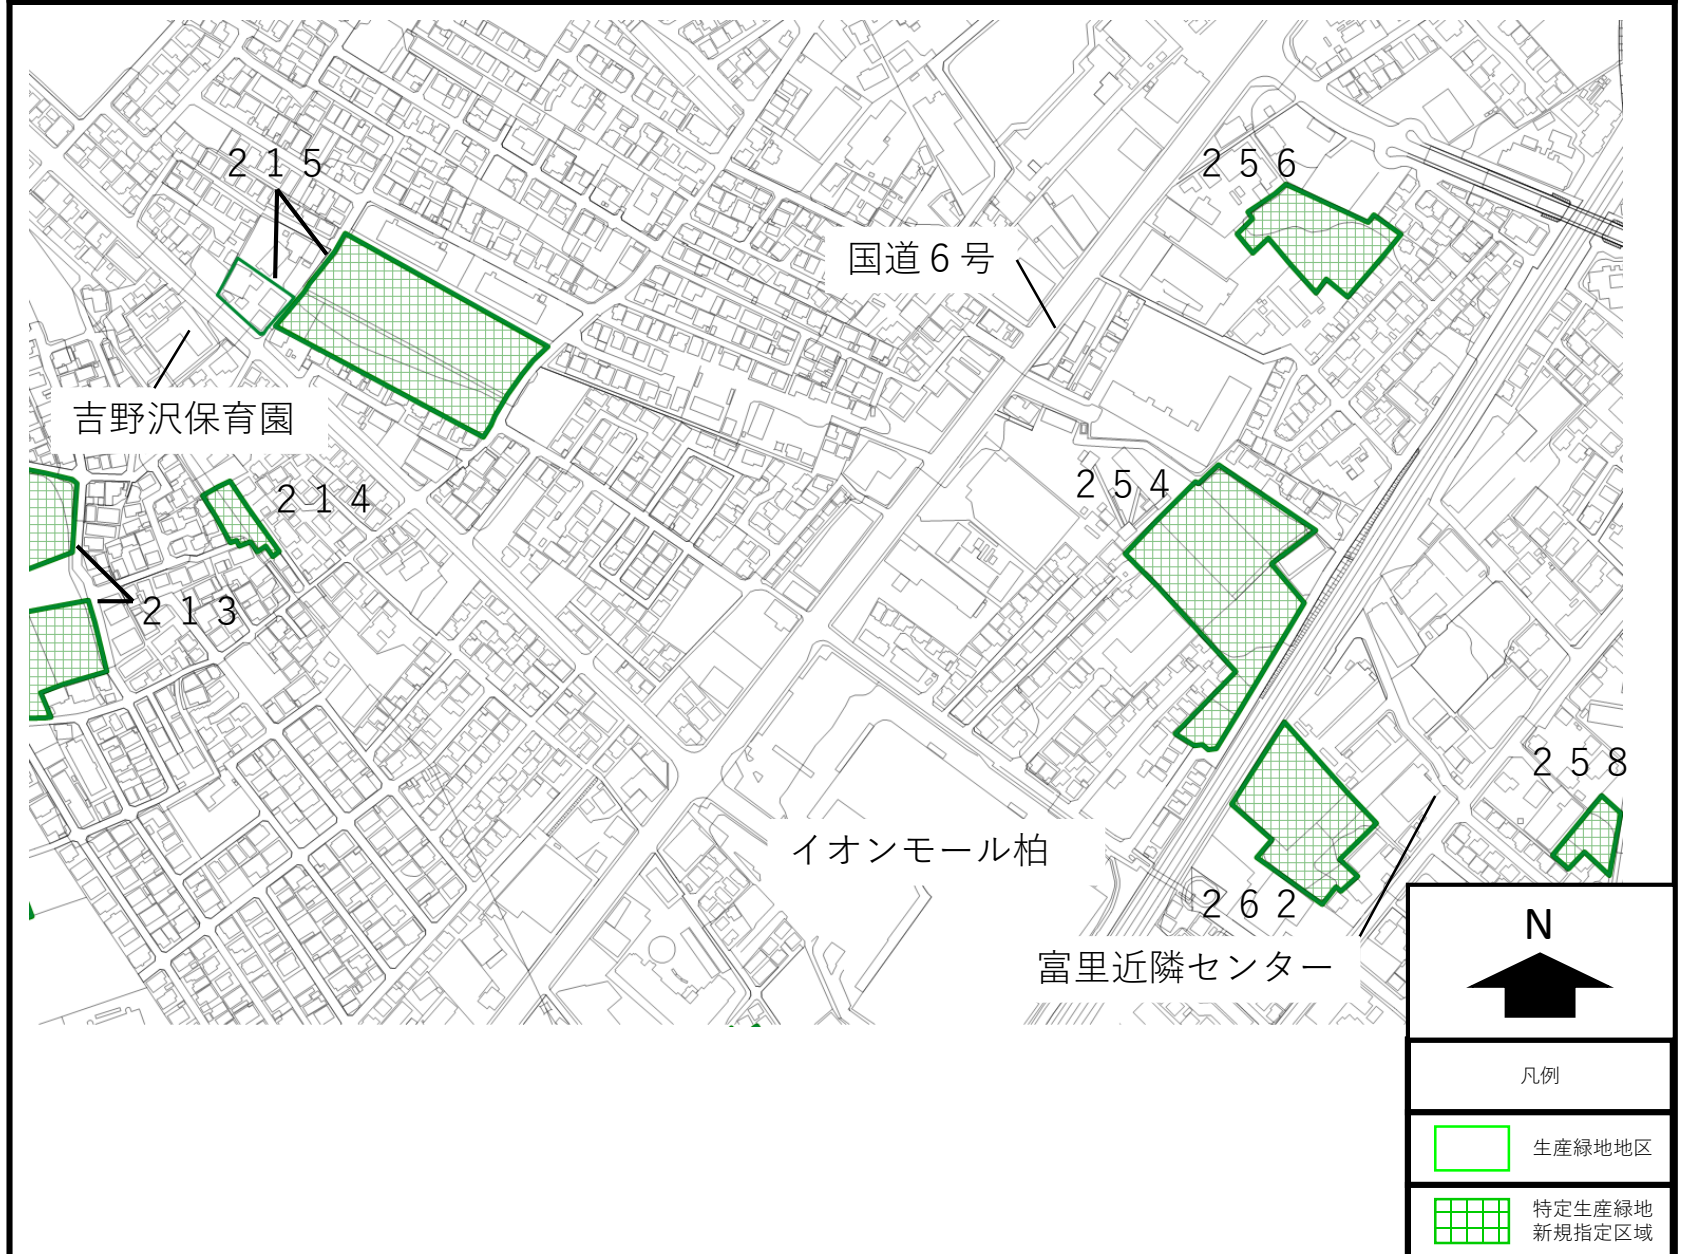 ２１５
２５６
国道６号
吉野沢保育園
２１４
２５４
２１３
２５８
イオンモール柏
２６２
富里近隣センター
N
凡例
生産緑地地区
特定生産緑地
新規指定区域